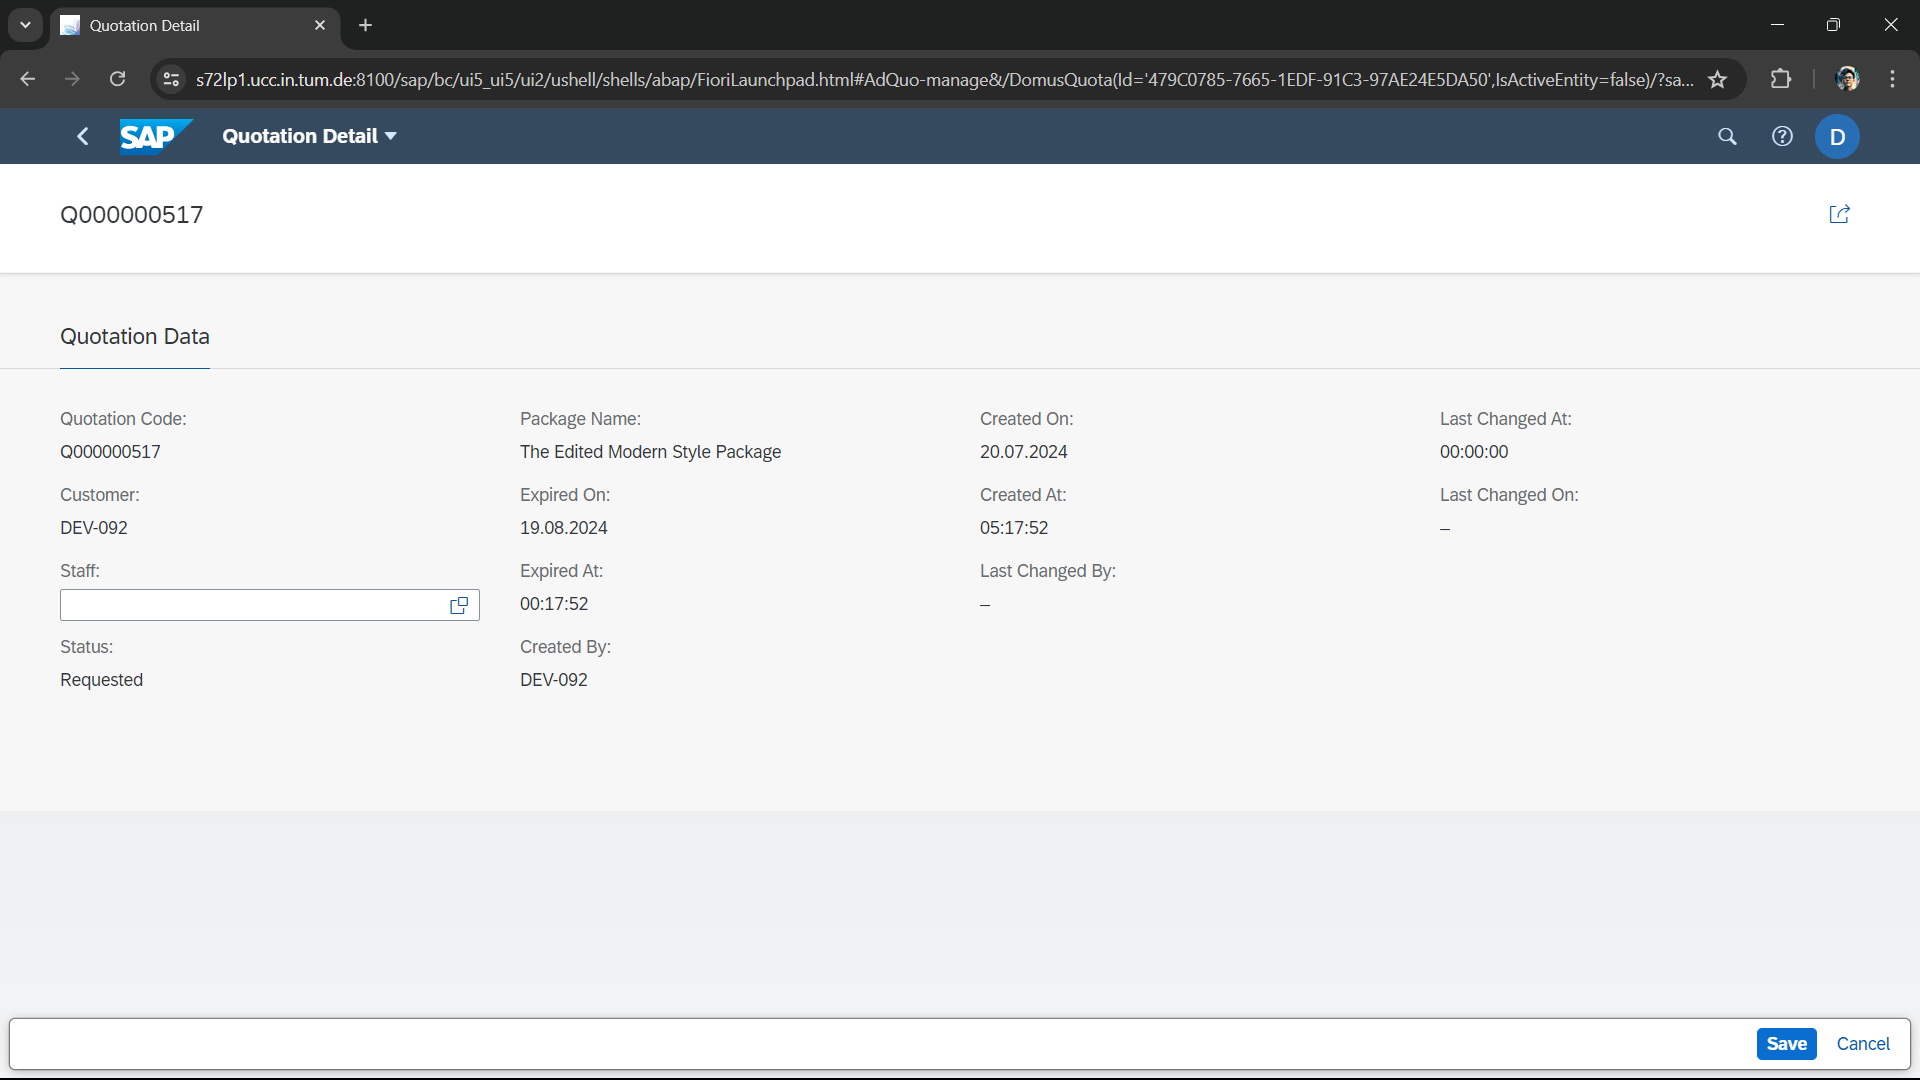 Quotation Detail
s72lp1.ucc.in.tum.de:8100/sap/bc/ui5_ui5/ui2/ushell/shells/abap/FioriLaunchpad.html#AdQuo-manage&/DomusQuota(Id='479C0785-7665-1EDF-91C3-97AE24E5DA50',IsActiveEntity=false)/?sa...
SAP
Quotation Detail
D
Q000000517
Quotation Data
Quotation Code:
Q000000517
Customer:
DEV-092
Staff:
Status:
Requested
Package Name:
The Edited Modern Style Package
Expired On:
19.08.2024
Expired At:
00:17:52
Created By:
DEV-092
Created On:
20.07.2024
Created At:
05:17:52
Last Changed By:
–
Last Changed At:
00:00:00
Last Changed On:
–
Save
Cancel